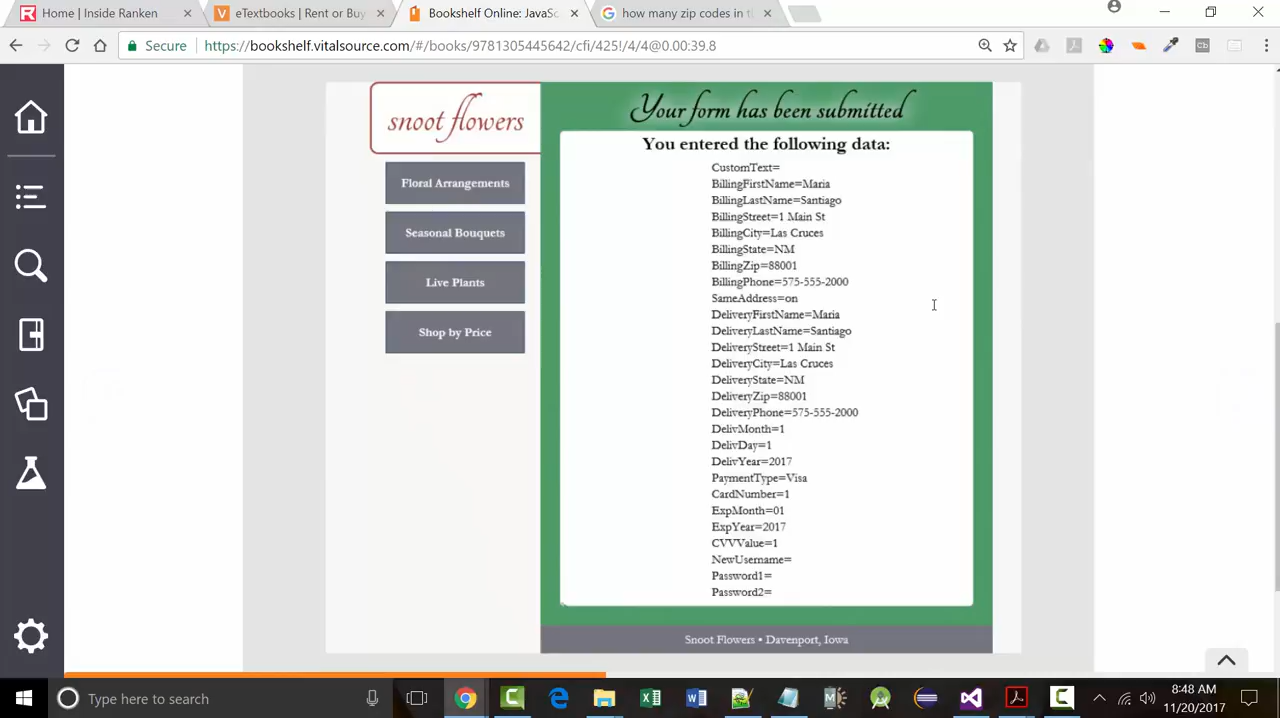 Home | Inside Ranken
eTextbooks | Rent or Buy
Bookshelf Online: JavaSc
how many zip codes in th
Secure
https://bookshelf.vitalsource.com/#/books/9781305445642/cfi/425!/4/4@0.00:39.8
snoot flowers
Floral Arrangements
Seasonal Bouquets
Live Plants
Shop by Price
Your form has been submitted
You entered the following data:
CustomText=
BillingFirstName=Maria
BillingLastName=Santiago
BillingStreet=1 Main St
BillingCity=Las Cruces
BillingState=NM
BillingZip=88001
BillingPhone=575-555-2000
SameAddress=on
DeliveryFirstName=Maria
DeliveryLastName=Santiago
DeliveryStreet=1 Main St
DeliveryCity=Las Cruces
DeliveryState=NM
DeliveryZip=88001
DeliveryPhone=575-555-2000
DelivMonth=1
DelivDay=1
DelivYear=2017
PaymentType=Visa
CardNumber=1
ExpMonth=01
ExpYear=2017
CVVValue=1
NewUsername=
Password1=
Password2=
Snoot Flowers • Davenport, Iowa
Type here to search
8:48 AM
11/20/2017